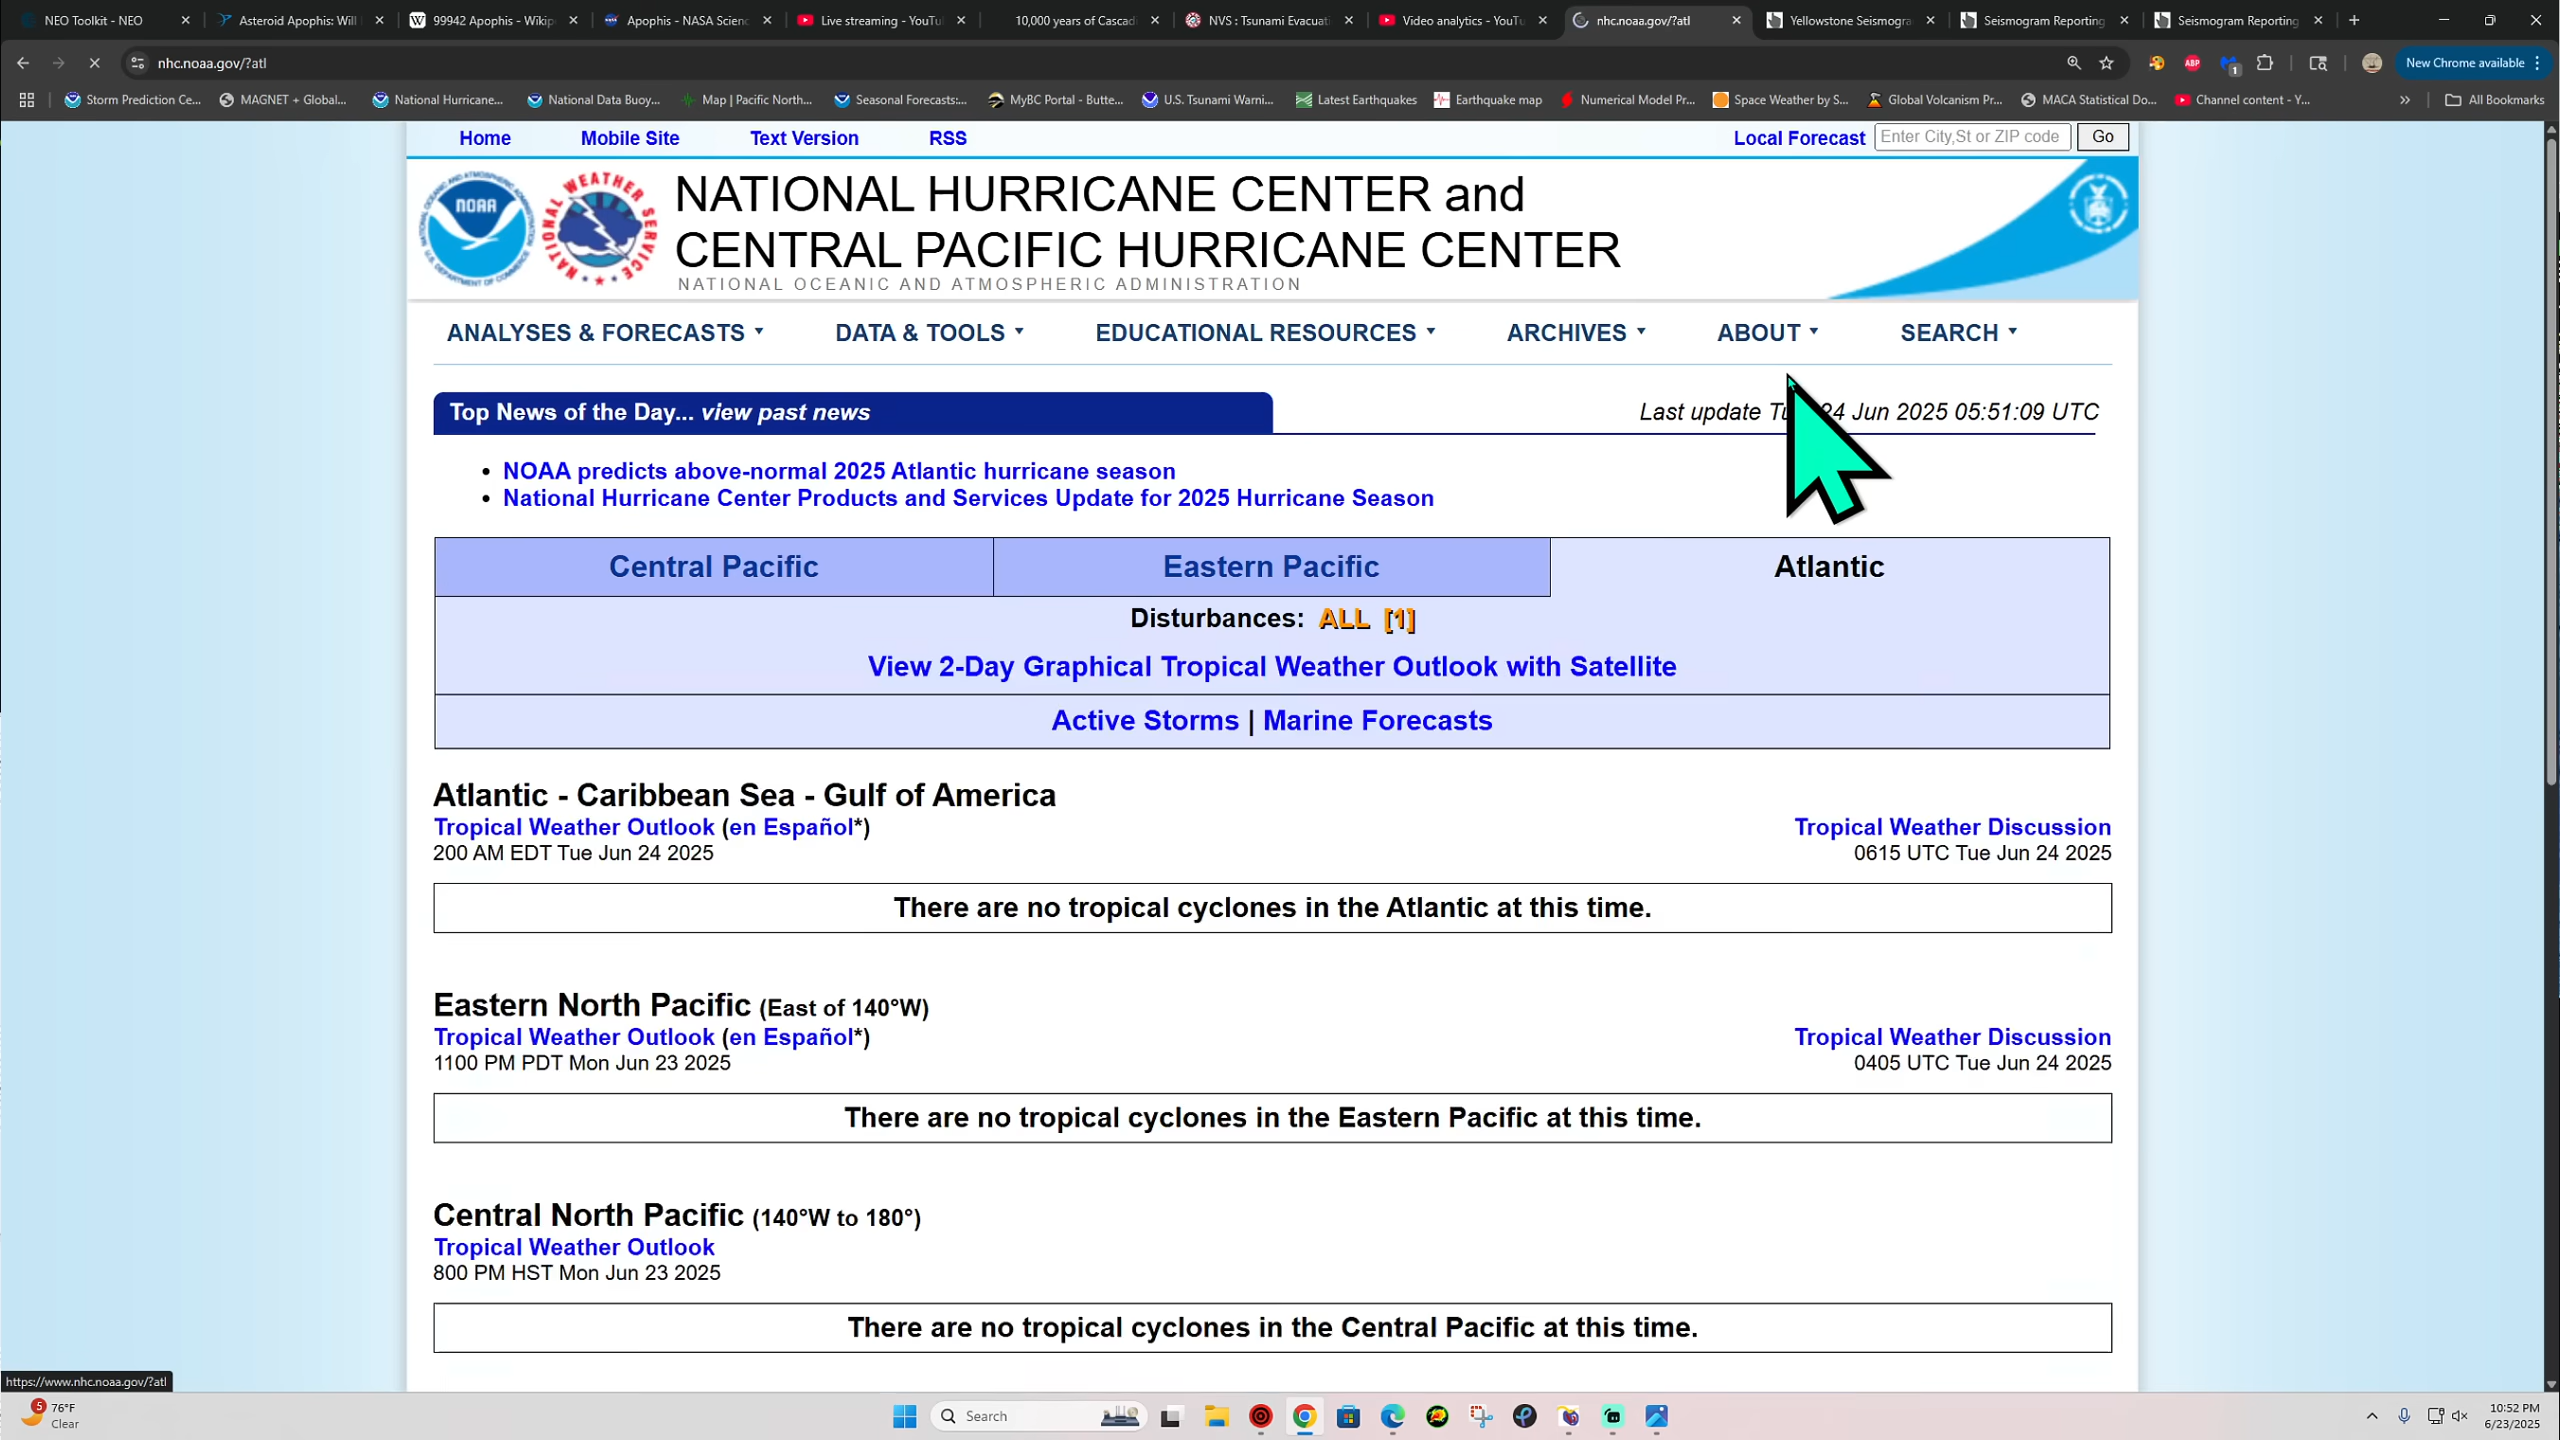 NEO Toolkit - NEO
Asteroid Apophis: Will
99942 Apophis - Wikip
Apophis - NASA Scienc
Live streaming - YouTu
10,000 years of Cascadi
NVS : Tsunami Evacuati
Video analytics - YouTu
nhc.noaa.gov/?atl
Yellowstone Seismogra
Seismogram Reporting
Seismogram Reporting
nhc.noaa.gov/?atl
ABP
1
New Chrome available
Storm Prediction Ce...
MAGNET + Global...
National Hurricane...
National Data Buoy...
Map | Pacific North...
Seasonal Forecasts:...
MyBC Portal - Butte...
U.S. Tsunami Warni...
Latest Earthquakes
Earthquake map
Numerical Model Pr...
Space Weather by S...
Global Volcanism Pr...
MACA Statistical Do...
Channel content - Y...
All Bookmarks
Home Mobile Site Text Version RSS
Local Forecast Enter City,St or ZIP code Go
NOAA
WEATHER SERVICE
NATIONAL
NATIONAL HURRICANE CENTER and
CENTRAL PACIFIC HURRICANE CENTER
NATIONAL OCEANIC AND ATMOSPHERIC ADMINISTRATION
ANALYSES & FORECASTS DATA & TOOLS EDUCATIONAL RESOURCES ARCHIVES ABOUT SEARCH
Top News of the Day... view past news
Last update Tu 24 Jun 2025 05:51:09 UTC
• NOAA predicts above-normal 2025 Atlantic hurricane season
• National Hurricane Center Products and Services Update for 2025 Hurricane Season
Central Pacific Eastern Pacific Atlantic
Disturbances: ALL [1]
View 2-Day Graphical Tropical Weather Outlook with Satellite
Active Storms | Marine Forecasts
Atlantic - Caribbean Sea - Gulf of America
Tropical Weather Outlook (en Español*)
Tropical Weather Discussion
200 AM EDT Tue Jun 24 2025
0615 UTC Tue Jun 24 2025
There are no tropical cyclones in the Atlantic at this time.
Eastern North Pacific (East of 140°W)
Tropical Weather Outlook (en Español*)
Tropical Weather Discussion
1100 PM PDT Mon Jun 23 2025
0405 UTC Tue Jun 24 2025
There are no tropical cyclones in the Eastern Pacific at this time.
Central North Pacific (140°W to 180°)
Tropical Weather Outlook
800 PM HST Mon Jun 23 2025
There are no tropical cyclones in the Central Pacific at this time.
https://www.nhc.noaa.gov/?atl
5
76°F
Clear
Search
10:52 PM
6/23/2025